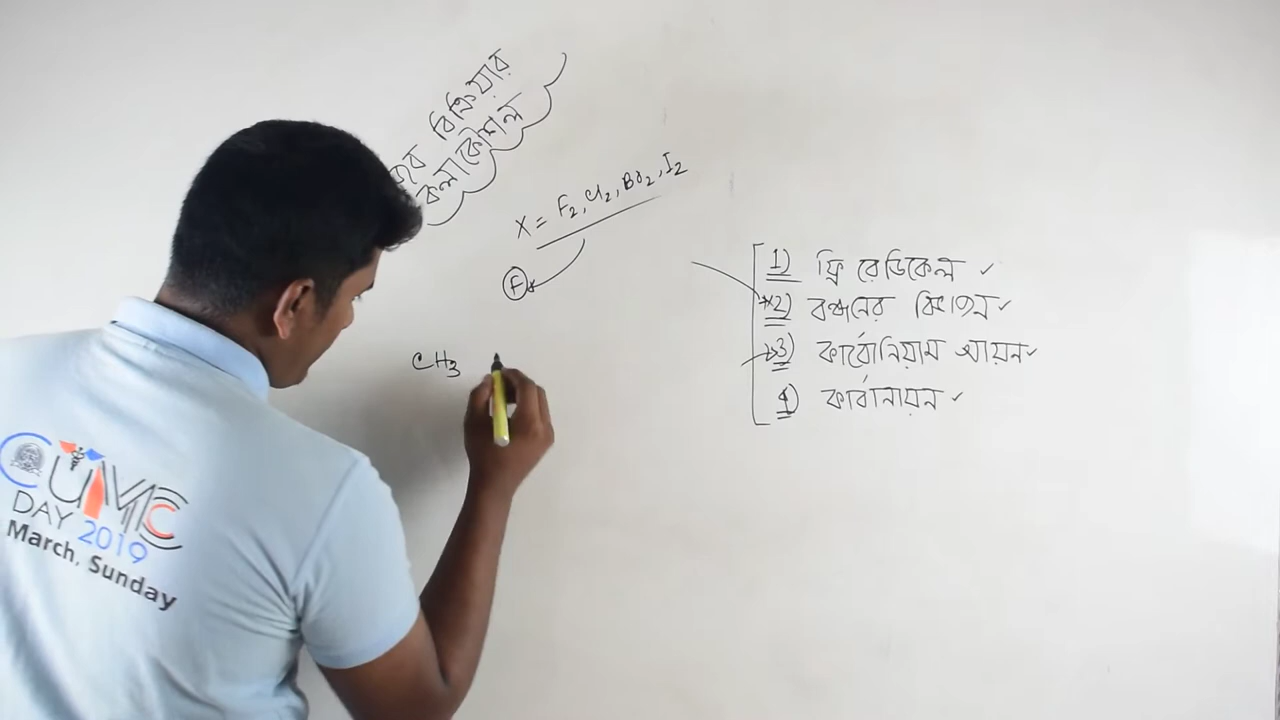 বিক্রিয়ার
কলাকৌশল
X = F₂, Cl₂, Br₂, I₂
F
CH₃
1) ফ্রি রেডিকেল ✓
2) বন্ধনের বিভাজন ✓
3) কার্বোনিয়াম আয়ন ✓
4) কার্বানায়ন ✓
CUMC
DAY 2019
March, Sunday